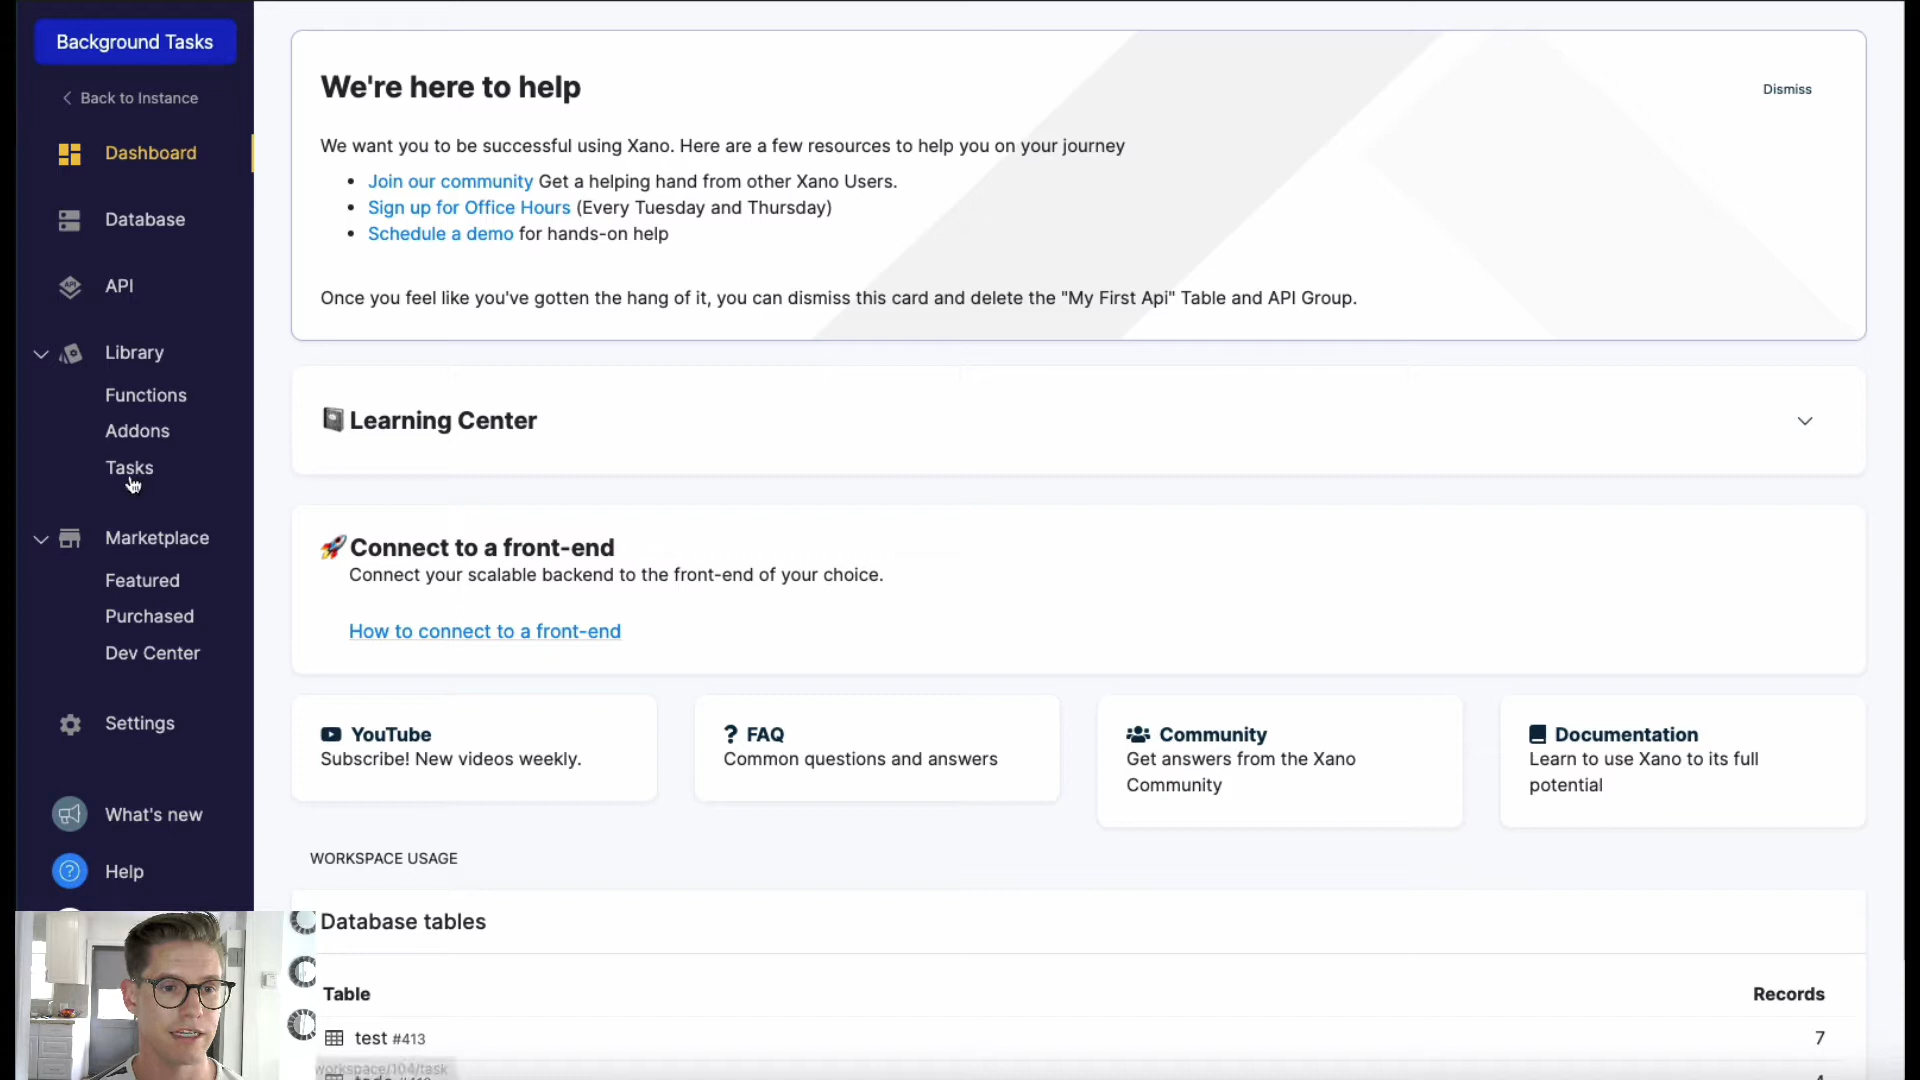 Background Tasks
Back to Instance
Dashboard
Database
API
Library
Functions
Addons
Tasks
Marketplace
Featured
Purchased
Dev Center
Settings
What's new
Help
We're here to help
Dismiss
We want you to be successful using Xano. Here are a few resources to help you on your journey
Join our community Get a helping hand from other Xano Users.
Sign up for Office Hours (Every Tuesday and Thursday)
Schedule a demo for hands-on help
Once you feel like you've gotten the hang of it, you can dismiss this card and delete the "My First Api" Table and API Group.
Learning Center
Connect to a front-end
Connect your scalable backend to the front-end of your choice.
How to connect to a front-end
YouTube
Subscribe! New videos weekly.
? FAQ
Common questions and answers
Community
Get answers from the Xano
Community
Documentation
Learn to use Xano to its full
potential
WORKSPACE USAGE
Database tables
Table Records
test #413 7
workspace/104/task